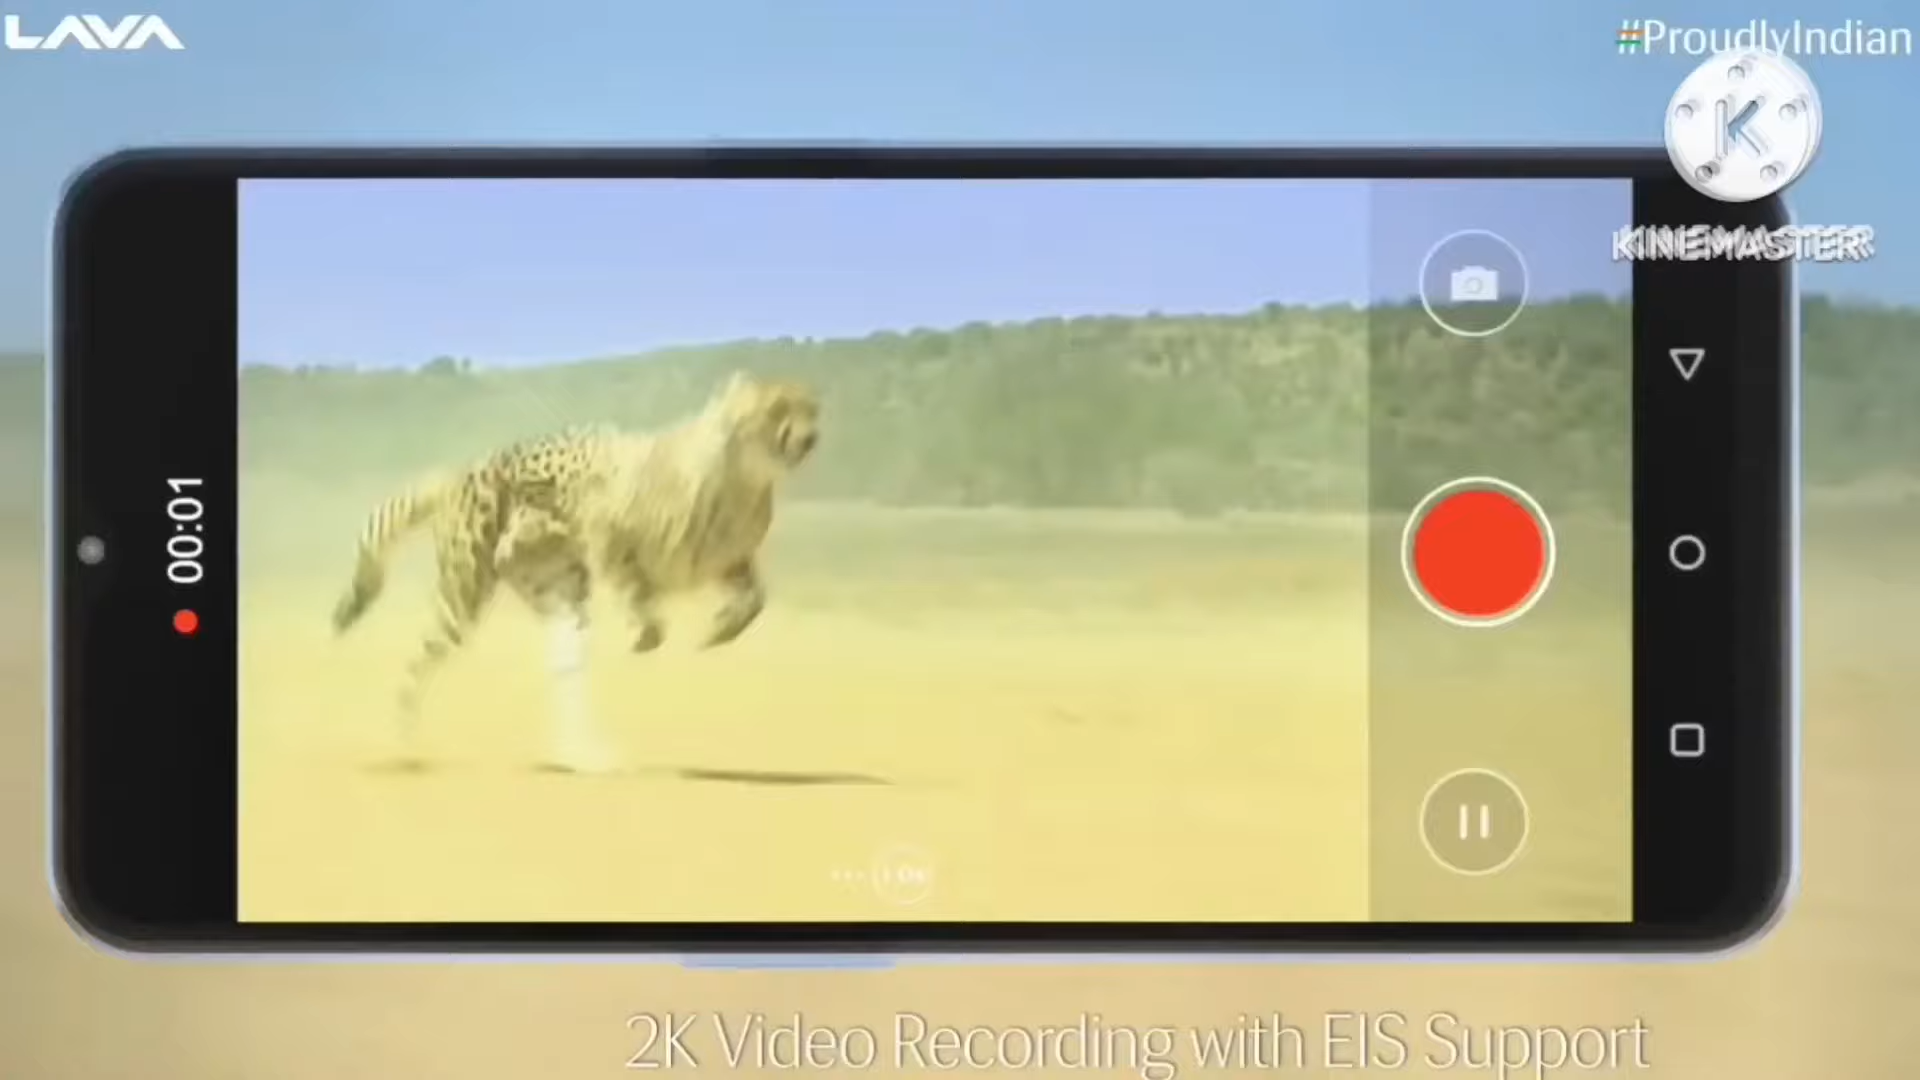 LAVA
#ProudlyIndian
KINEMASTER
00:01
2K Video Recording with EIS Support